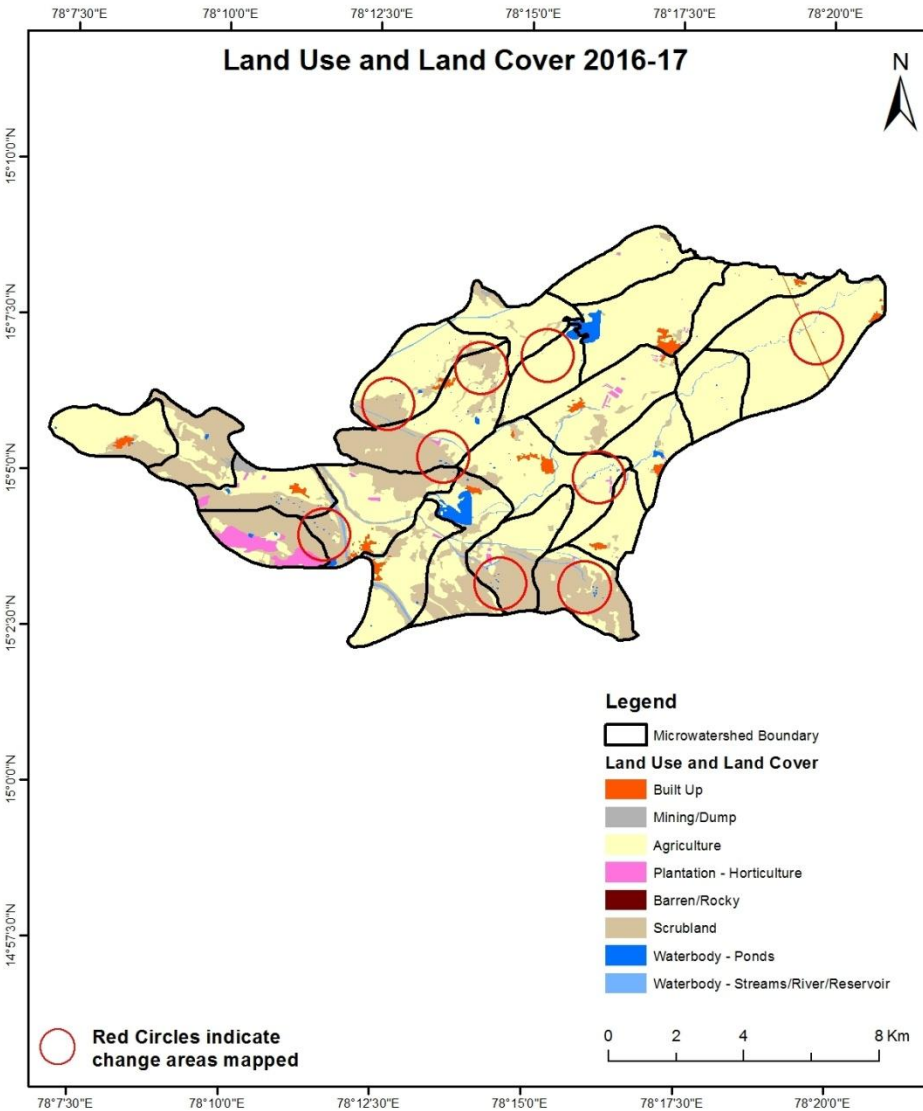 78°7'30"E 78°10'0"E 78°12'30"E 78°15'0"E 78°17'30"E 78°20'0"E
Land Use and Land Cover 2016-17
N
15°10'0"N
15°7'30"N
15°5'0"N
15°2'30"N
15°0'0"N
14°57'30"N
Legend
Microwatershed Boundary
Land Use and Land Cover
Built Up
Mining/Dump
Agriculture
Plantation - Horticulture
Barren/Rocky
Scrubland
Waterbody - Ponds
Waterbody - Streams/River/Reservoir
Red Circles indicate
change areas mapped
0 2 4 8 Km
78°7'30"E 78°10'0"E 78°12'30"E 78°15'0"E 78°17'30"E 78°20'0"E